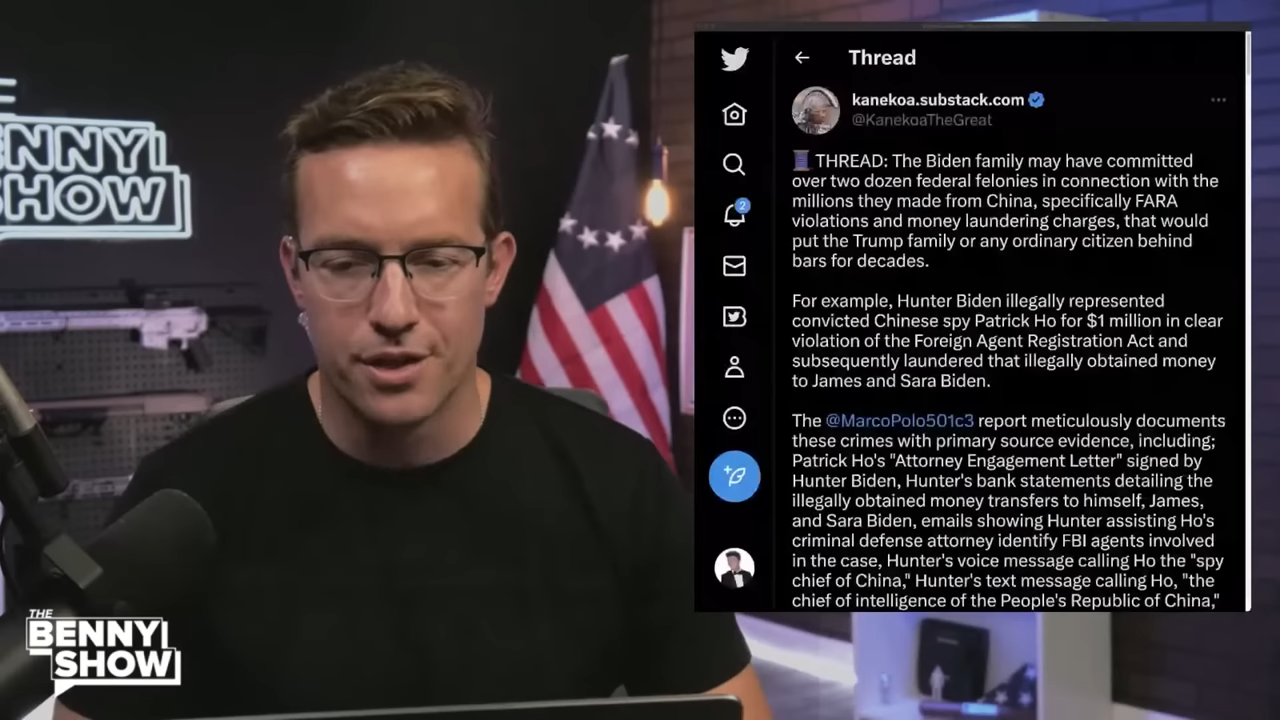 ENNY
SHOW
Thread
kanekoa.substack.com
@KanekoaTheGreat
THREAD: The Biden family may have committed
over two dozen federal felonies in connection with the
millions they made from China, specifically FARA
violations and money laundering charges, that would
put the Trump family or any ordinary citizen behind
bars for decades.
For example, Hunter Biden illegally represented
convicted Chinese spy Patrick Ho for $1 million in clear
violation of the Foreign Agent Registration Act and
subsequently laundered that illegally obtained money
to James and Sara Biden.
The @MarcoPolo501c3 report meticulously documents
these crimes with primary source evidence, including;
Patrick Ho's "Attorney Engagement Letter" signed by
Hunter Biden, Hunter's bank statements detailing the
illegally obtained money transfers to himself, James,
and Sara Biden, emails showing Hunter assisting Ho's
criminal defense attorney identify FBI agents involved
in the case, Hunter's voice message calling Ho the "spy
chief of China," Hunter's text message calling Ho, "the
chief of intelligence of the People's Republic of China,"
2
THE
BENNY
SHOW